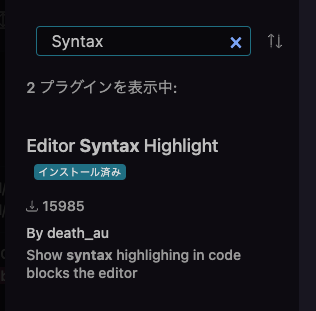 Syntax
2 プラグインを表示中:
Editor Syntax Highlight
インストール済み
15985
By death_au
Show syntax highlighing in code
blocks the editor